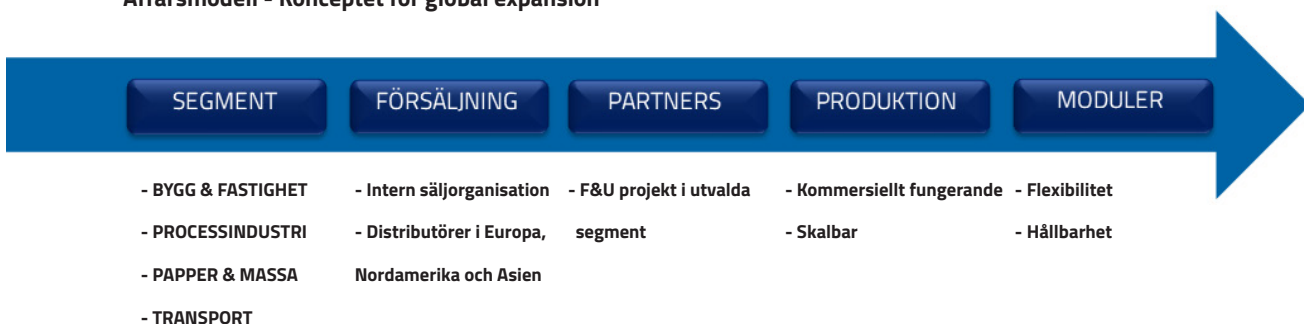 Affärsmodell - Konceptet för global expansion
SEGMENT
FÖRSÄLJNING
PARTNERS
PRODUKTION
MODULER
- BYGG & FASTIGHET
- PROCESSINDUSTRI
- PAPPER & MASSA
- TRANSPORT
- Intern säljorganisation
- Distributörer i Europa,
Nordamerika och Asien
- F&U projekt i utvalda
segment
- Kommersiellt fungerande
- Skalbar
- Flexibilitet
- Hållbarhet